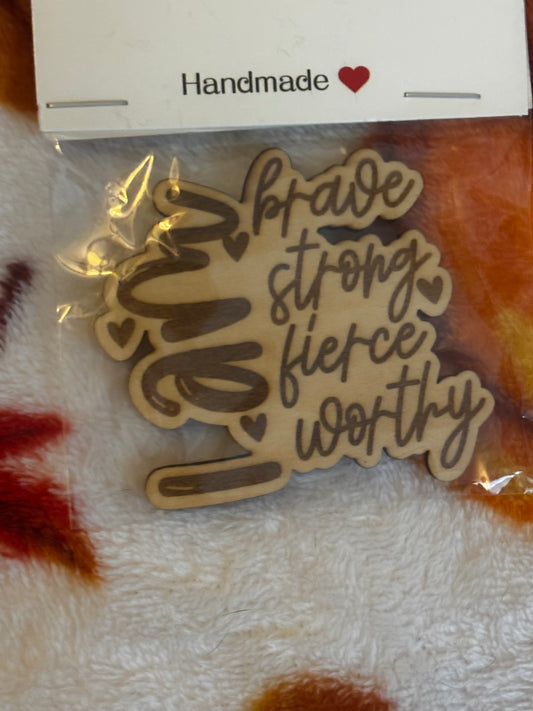 Handmade
I am
brave
strong
fierce
worthy